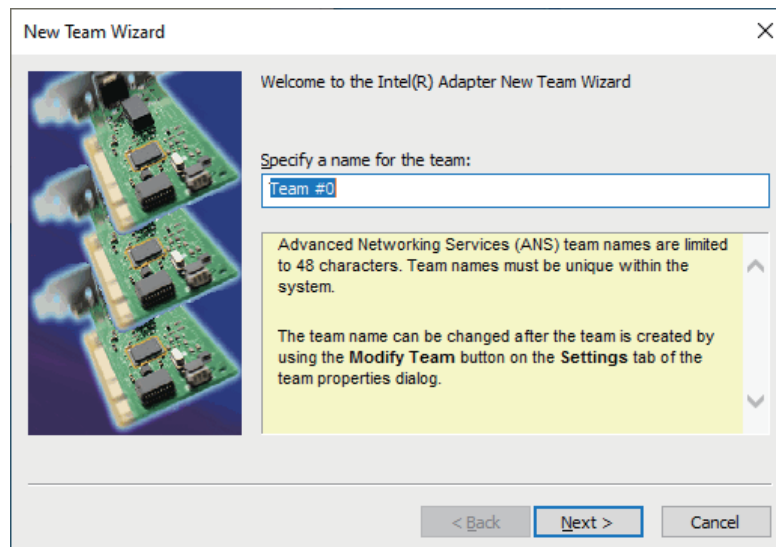 New Team Wizard
Welcome to the Intel(R) Adapter New Team Wizard
Specify a name for the team:
Team #0
Advanced Networking Services (ANS) team names are limited
to 48 characters. Team names must be unique within the
system.
The team name can be changed after the team is created by
using the Modify Team button on the Settings tab of the
team properties dialog.
< Back
Next >
Cancel